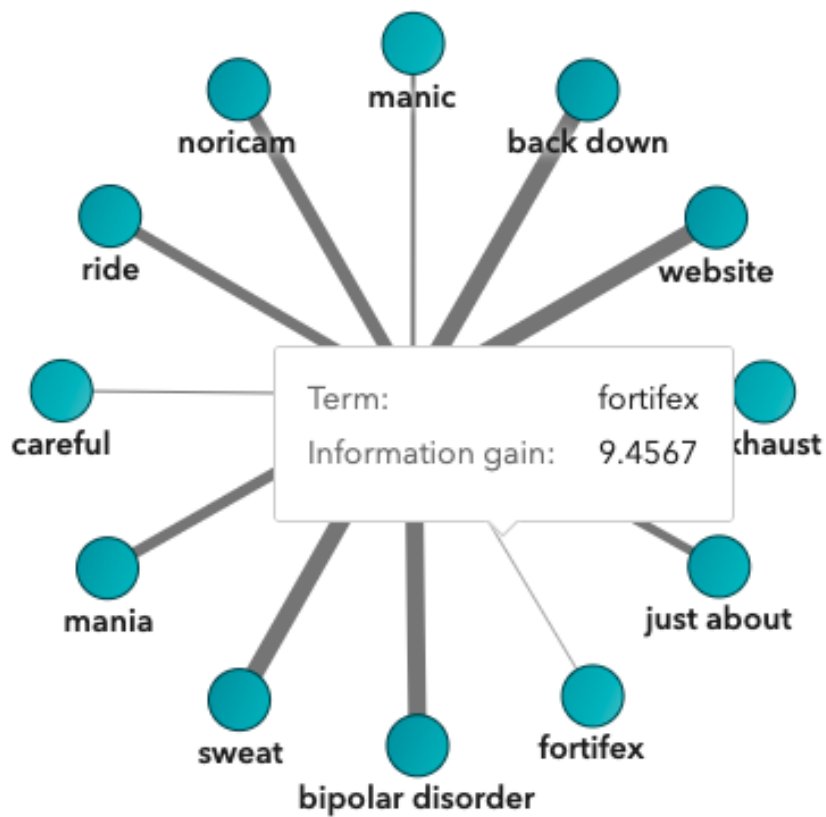 manic
noricam
back down
ride
website
Term: fortifex
careful
xhaust
Information gain: 9.4567
mania
just about
sweat
fortifex
bipolar disorder